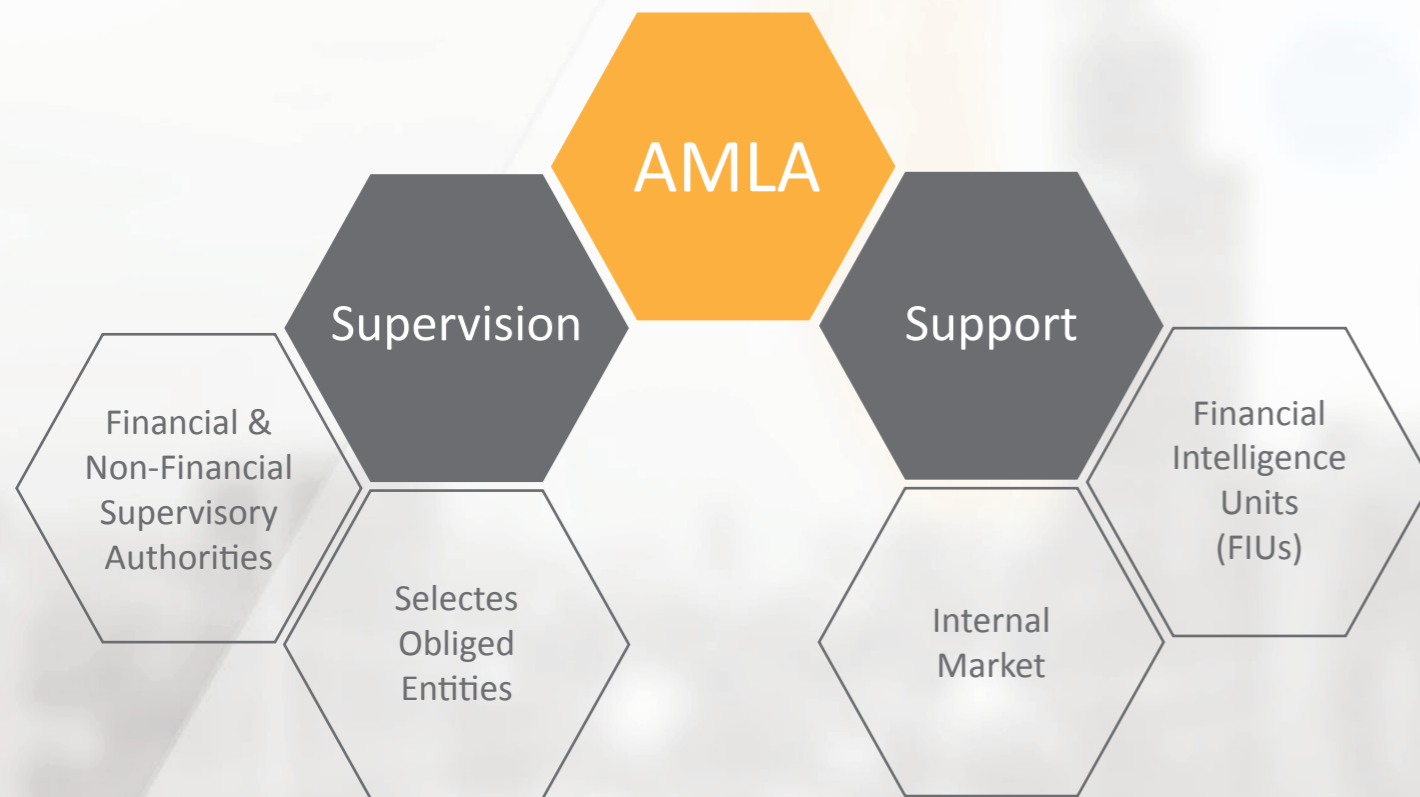 AMLA
Supervision
Support
Financial &
Non-Financial
Supervisory
Authorities
Selectes
Obliged
Entities
Internal
Market
Financial
Intelligence
Units
(FIUs)